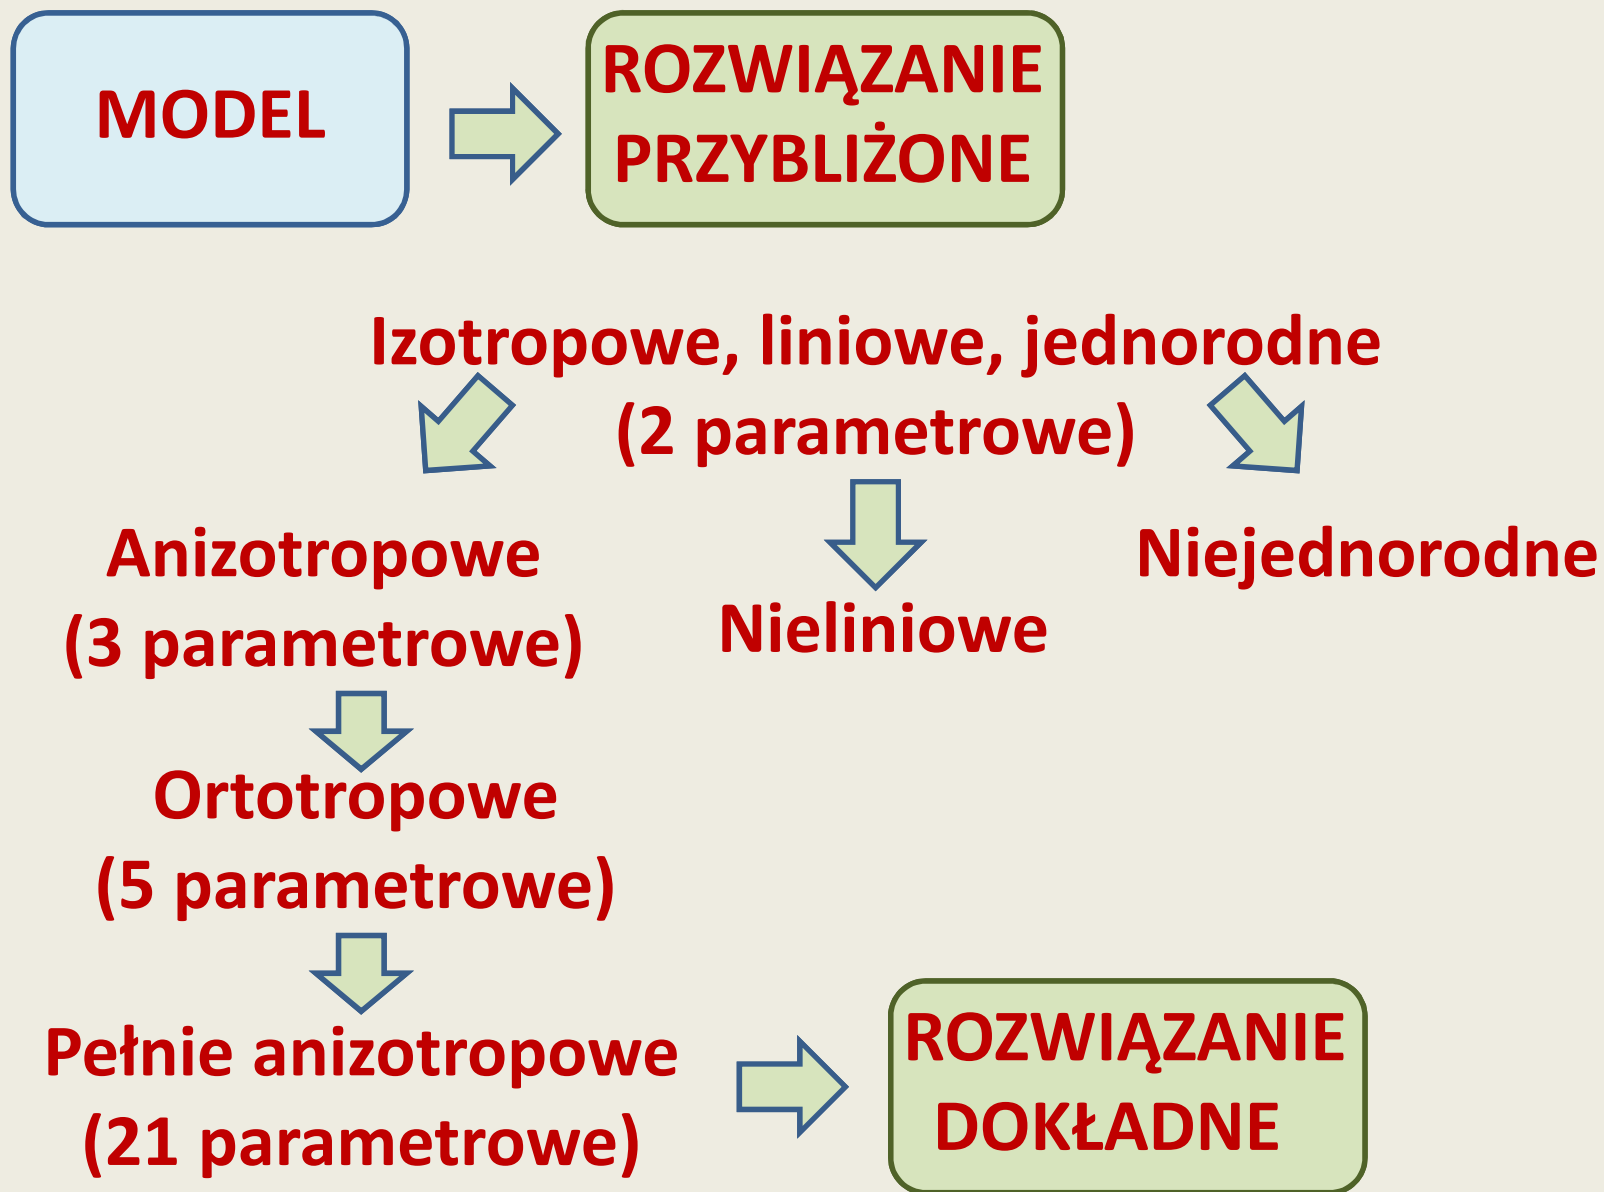 MODEL
ROZWIĄZANIE
PRZYBLIŻONE
Izotropowe, liniowe, jednorodne
(2 parametrowe)
Anizotropowe
(3 parametrowe)
Nieliniowe
Niejednorodne
Ortotropowe
(5 parametrowe)
Pełnie anizotropowe
(21 parametrowe)
ROZWIĄZANIE
DOKŁADNE